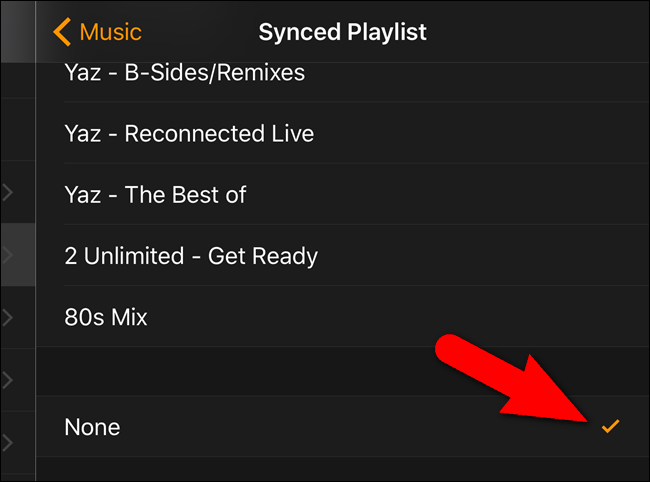 Music
Synced Playlist
Yaz - B-Sides/Remixes
Yaz - Reconnected Live
Yaz - The Best of
2 Unlimited - Get Ready
80s Mix
None